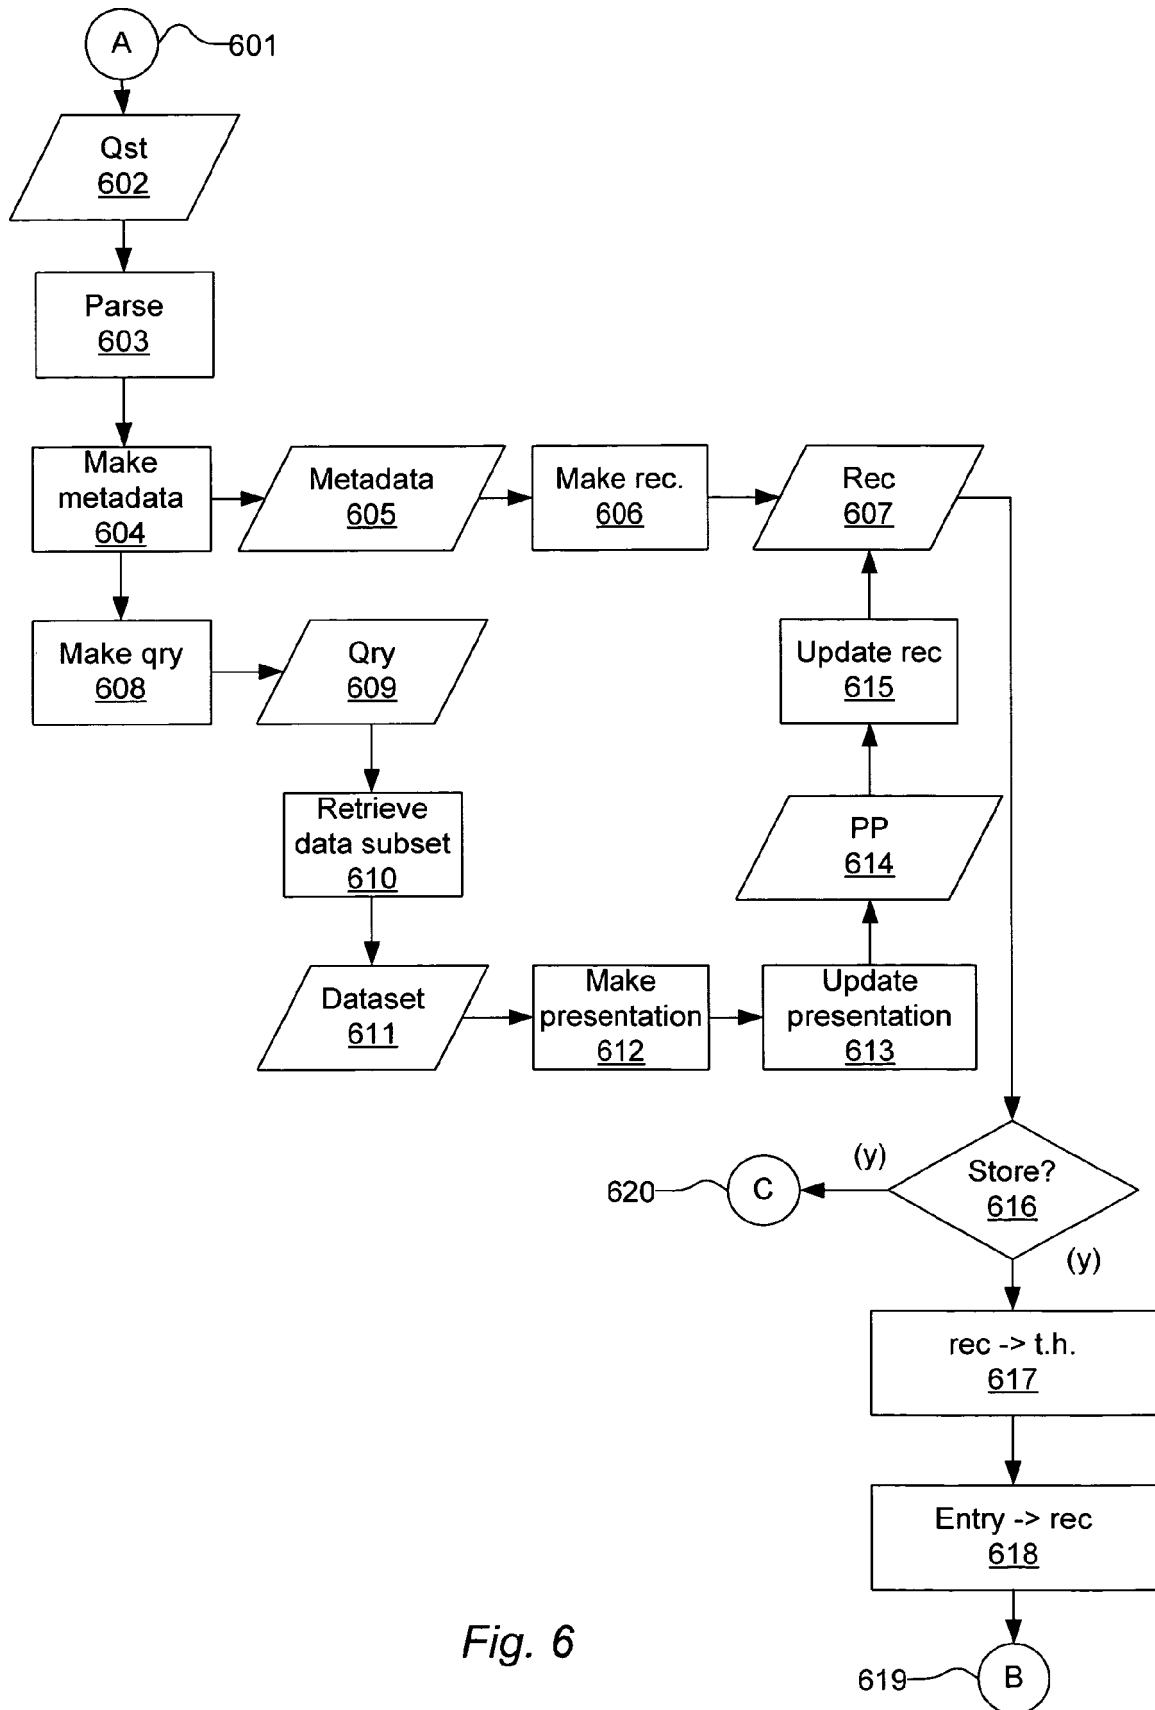 A
601
Qst
602
Parse
603
Make
metadata
604
Metadata
605
Make rec.
606
Rec
607
Make qry
608
Qry
609
Update rec
615
Retrieve
data subset
610
PP
614
Dataset
611
Make
presentation
612
Update
presentation
613
(y)
620
C
Store?
616
(y)
rec -> t.h.
617
Entry -> rec
618
Fig. 6
619
B